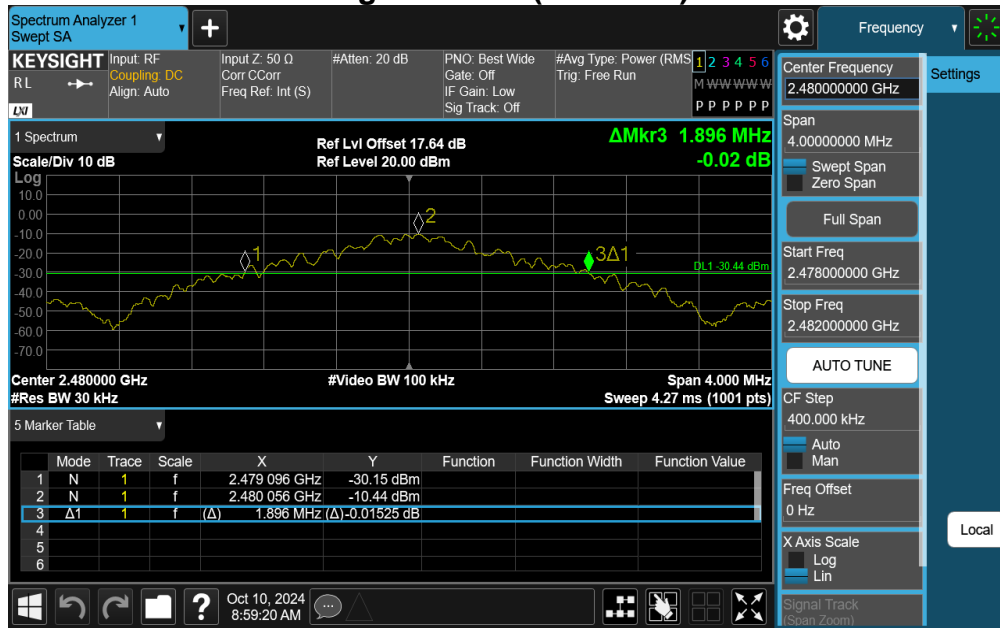 Spectrum Analyzer 1
Swept SA
+
Frequency
KEYSIGHT
RL
LXI
Input: RF
Coupling: DC
Align: Auto
Input Z: 50 Ω
Corr CCorr
Freq Ref: Int (S)
#Atten: 20 dB
PNO: Best Wide
Gate: Off
IF Gain: Low
Sig Track: Off
#Avg Type: Power (RMS
Trig: Free Run
1 2 3 4 5 6
M W W W W W
P P P P P P
1 Spectrum
Scale/Div 10 dB
Ref Lvl Offset 17.64 dB
Ref Level 20.00 dBm
ΔMkr3 1.896 MHz
-0.02 dB
Log
10.0
0.00
-10.0
-20.0
-30.0
-40.0
-50.0
-60.0
-70.0
1
2
3Δ1
DL1 -30.44 dBm
Center 2.480000 GHz
#Video BW 100 kHz
Span 4.000 MHz
#Res BW 30 kHz
Sweep 4.27 ms (1001 pts)
5 Marker Table
Mode Trace Scale X Y Function Function Width Function Value
1 N 1 f 2.479 096 GHz -30.15 dBm
2 N 1 f 2.480 056 GHz -10.44 dBm
3 Δ1 1 f (Δ) 1.896 MHz (Δ) -0.01525 dB
4
5
6
Oct 10, 2024
8:59:20 AM
?
Center Frequency
2.480000000 GHz
Settings
Span
4.00000000 MHz
Swept Span
Zero Span
Full Span
Start Freq
2.478000000 GHz
Stop Freq
2.482000000 GHz
AUTO TUNE
CF Step
400.000 kHz
Auto
Man
Freq Offset
0 Hz
Local
X Axis Scale
Log
Lin
Signal Track
(Span Zoom)